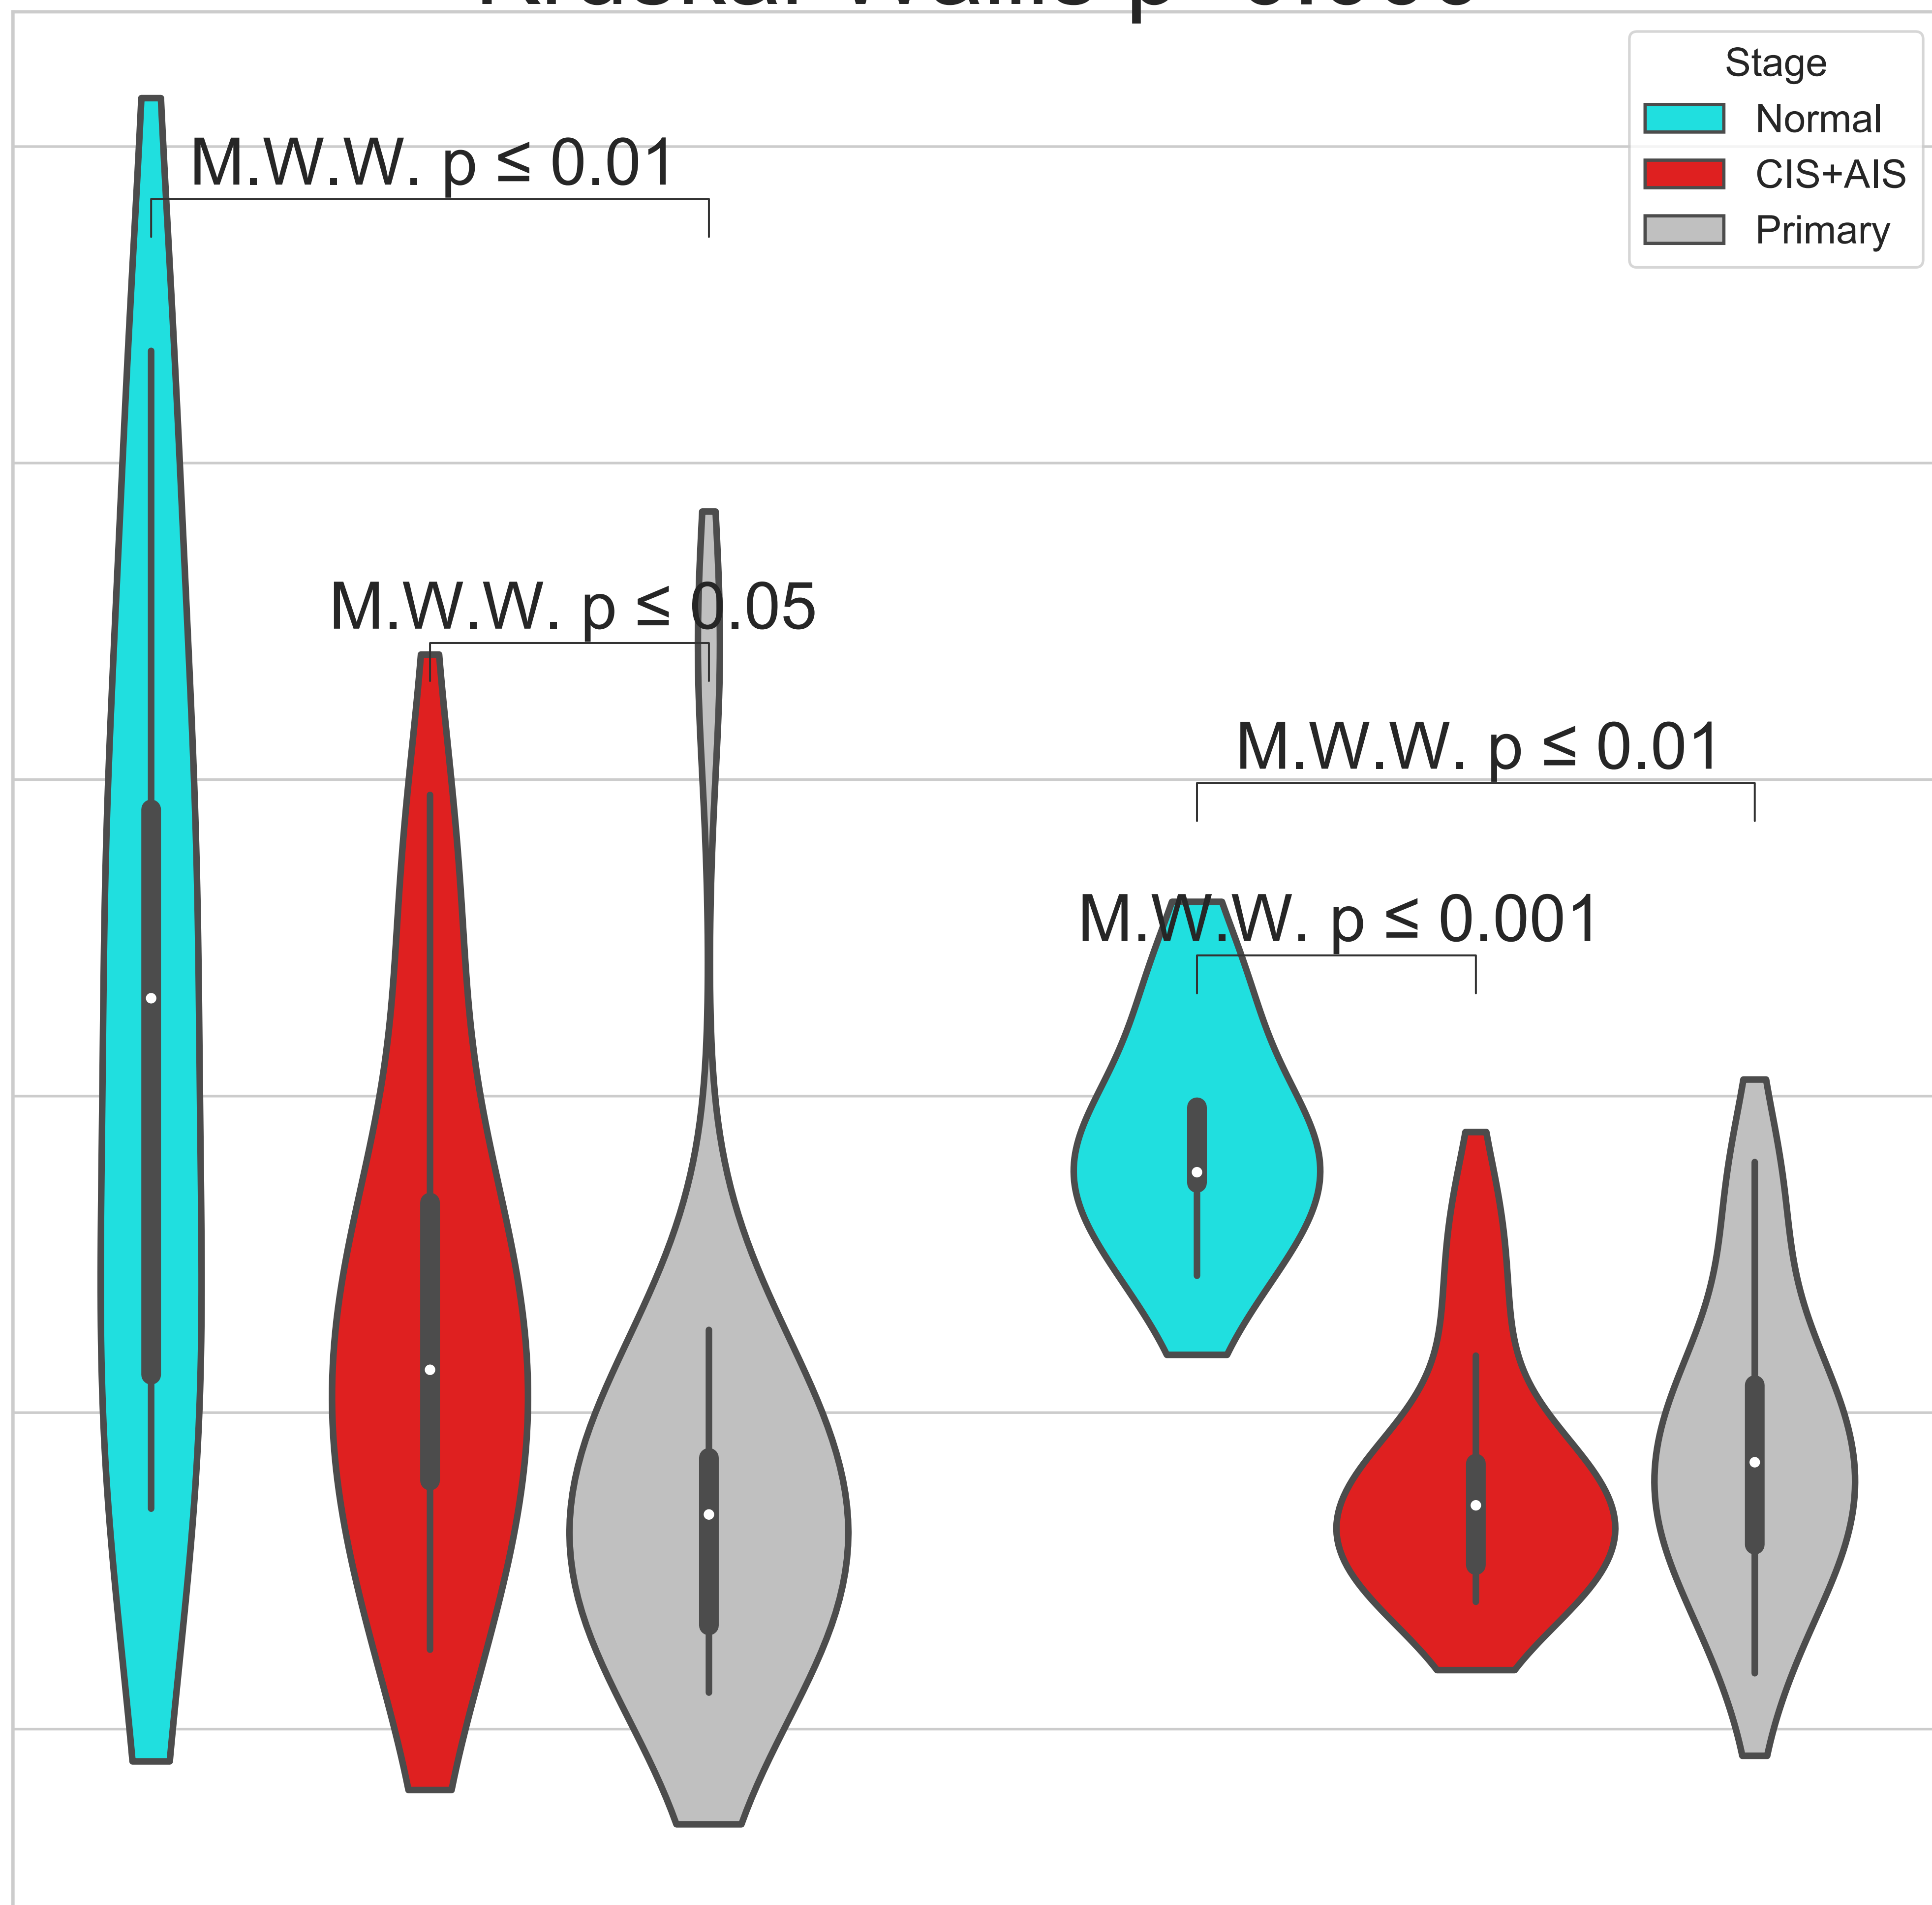 Stage
Normal
CIS+AIS
Primary
M.W.W. p ≤ 0.01
M.W.W. p ≤ 0.05
M.W.W. p ≤ 0.01
M.W.W. p ≤ 0.001